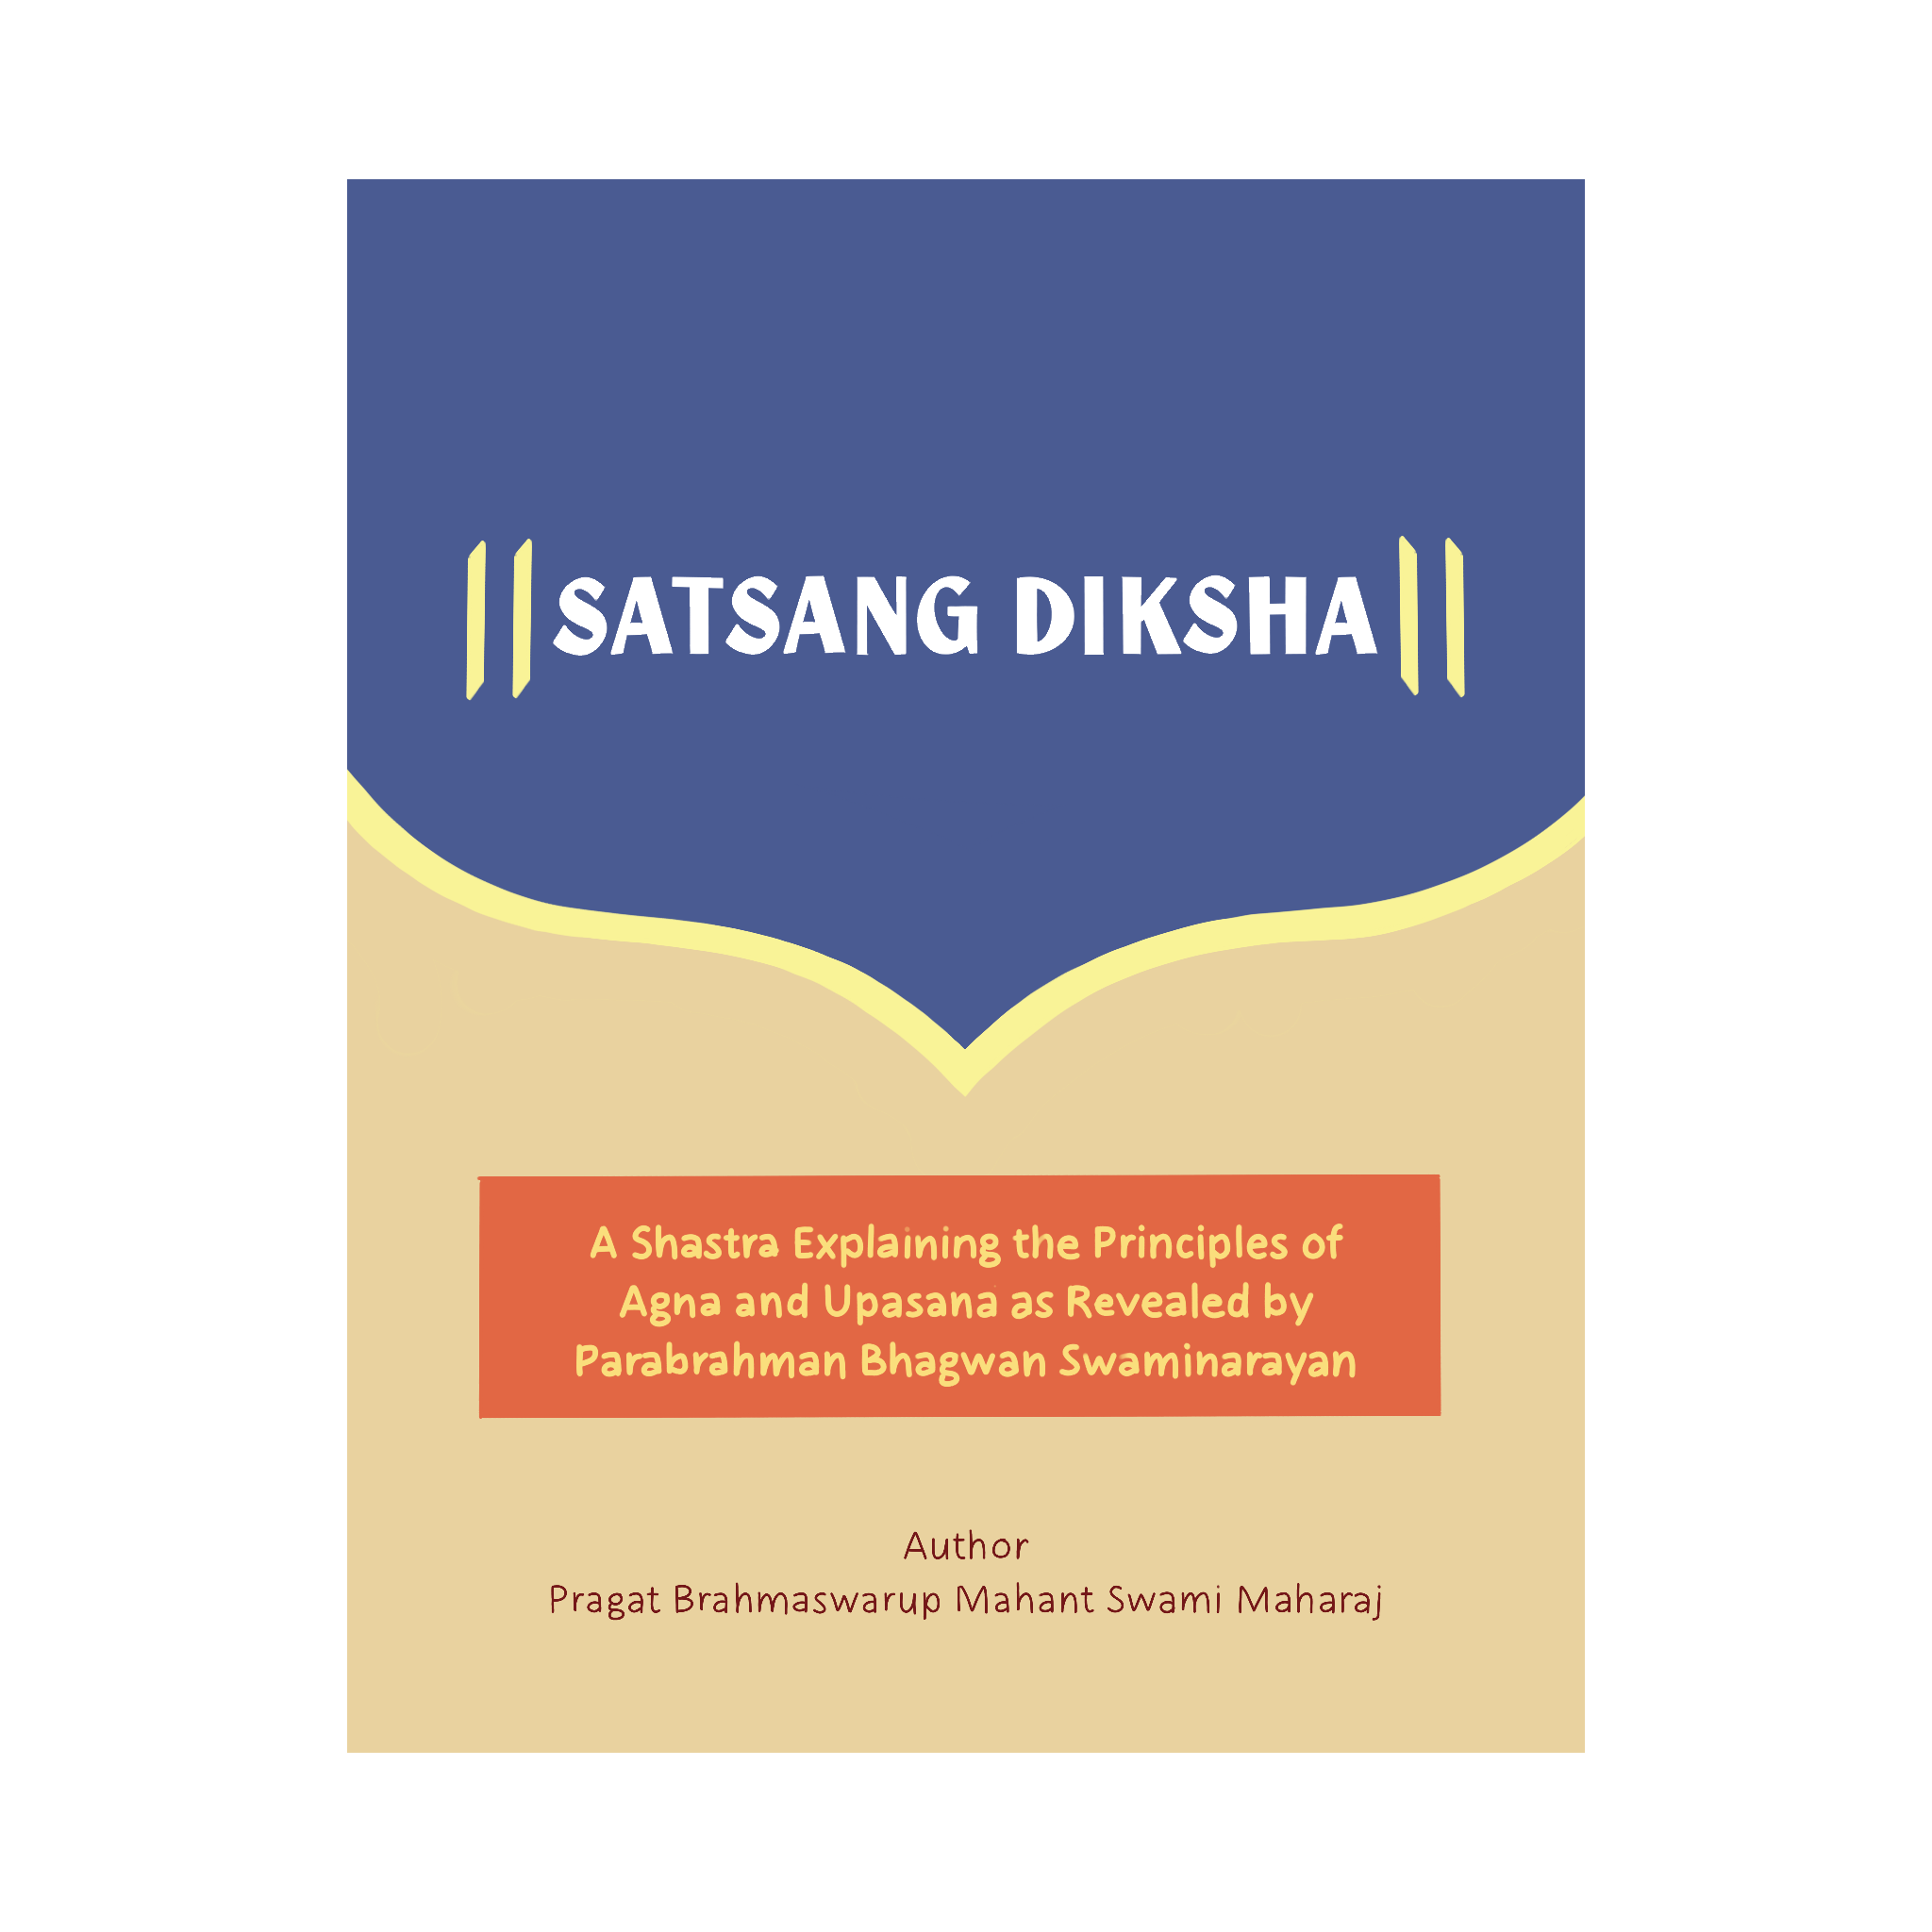 || SATSANG DIKSHA ||
A Shastra Explaining the Principles of
Agna and Upasana as Revealed by
Parabrahman Bhagwan Swaminarayan
Author
Pragat Brahmaswarup Mahant Swami Maharaj